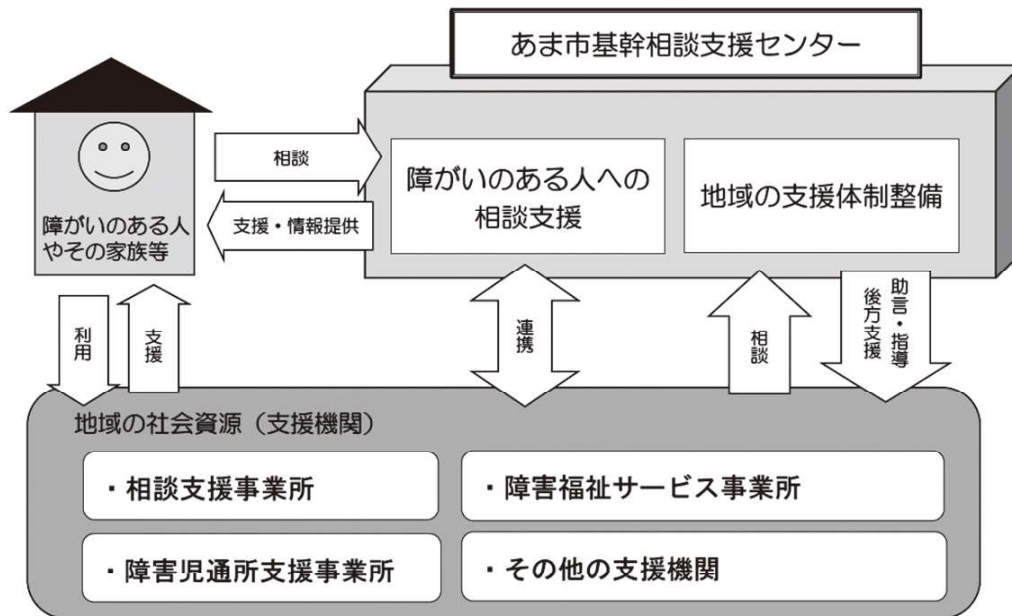 あま市基幹相談支援センター
相談
支援・情報提供
障がいのある人
やその家族等
障がいのある人への
相談支援
地域の支援体制整備
利用
支援
連携
相談
助言・指導
後方支援
地域の社会資源（支援機関）
・相談支援事業所
・障害福祉サービス事業所
・障害児通所支援事業所
・その他の支援機関